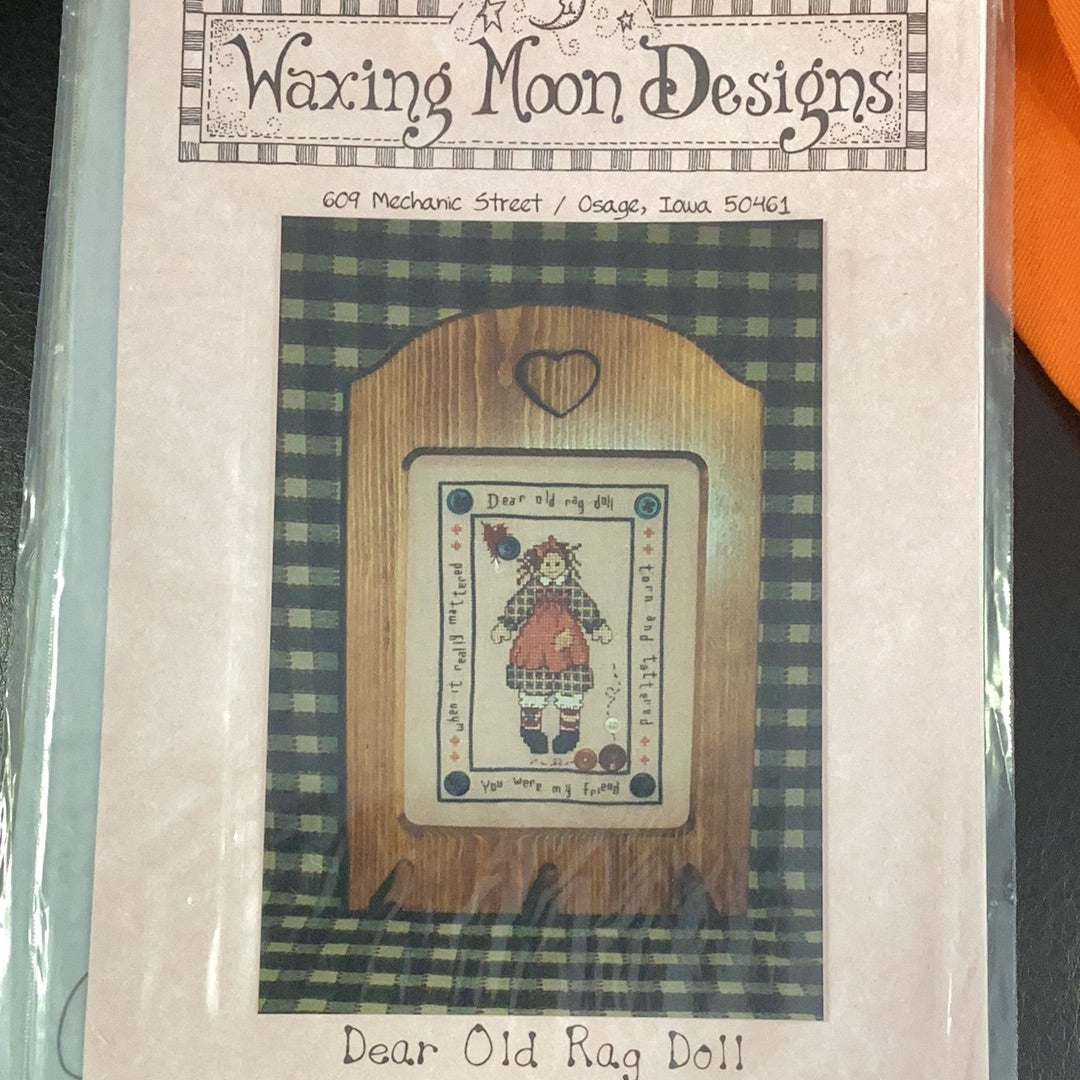 Waxing Moon Designs
609 Mechanic Street / Osage, Iowa 50461
Dear old rag doll
torn and tattered
You were my friend
when it really mattered
Dear Old Rag Doll